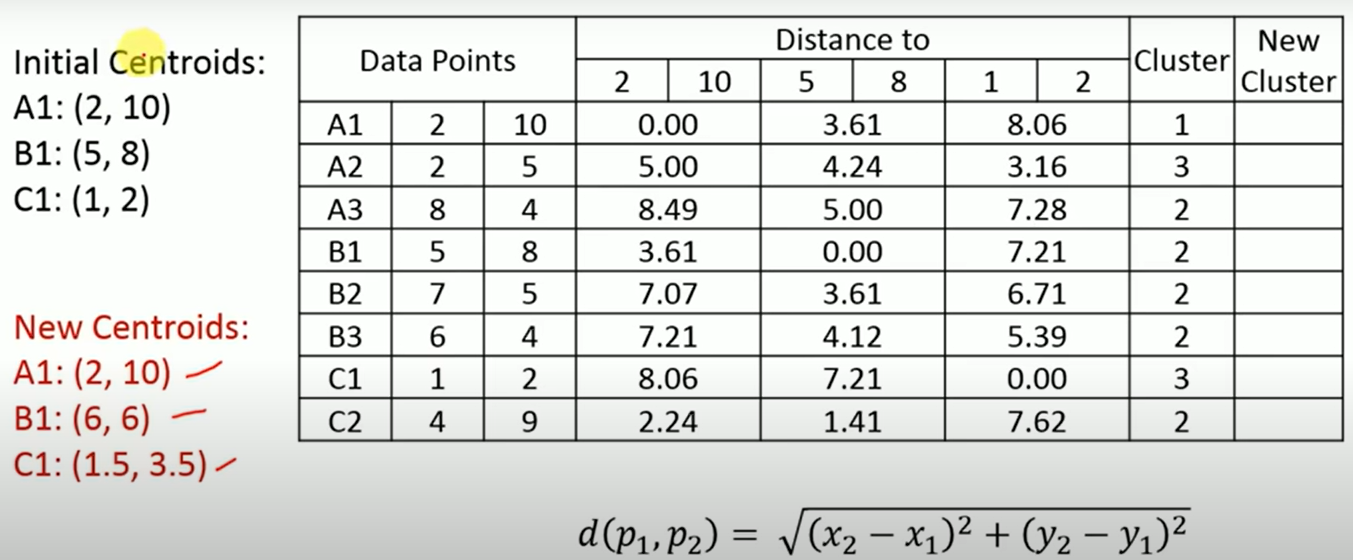 Initial Centroids:
A1: (2, 10)
B1: (5, 8)
C1: (1, 2)
New Centroids:
A1: (2, 10)
B1: (6, 6)
C1: (1.5, 3.5)
Data Points Distance to Cluster New Cluster
2 10 5 8 1 2
A1 2 10 0.00 3.61 8.06 1
A2 2 5 5.00 4.24 3.16 3
A3 8 4 8.49 5.00 7.28 2
B1 5 8 3.61 0.00 7.21 2
B2 7 5 7.07 3.61 6.71 2
B3 6 4 7.21 4.12 5.39 2
C1 1 2 8.06 7.21 0.00 3
C2 4 9 2.24 1.41 7.62 2
d(p₁, p₂) = √(x₂ − x₁)² + (y₂ − y₁)²